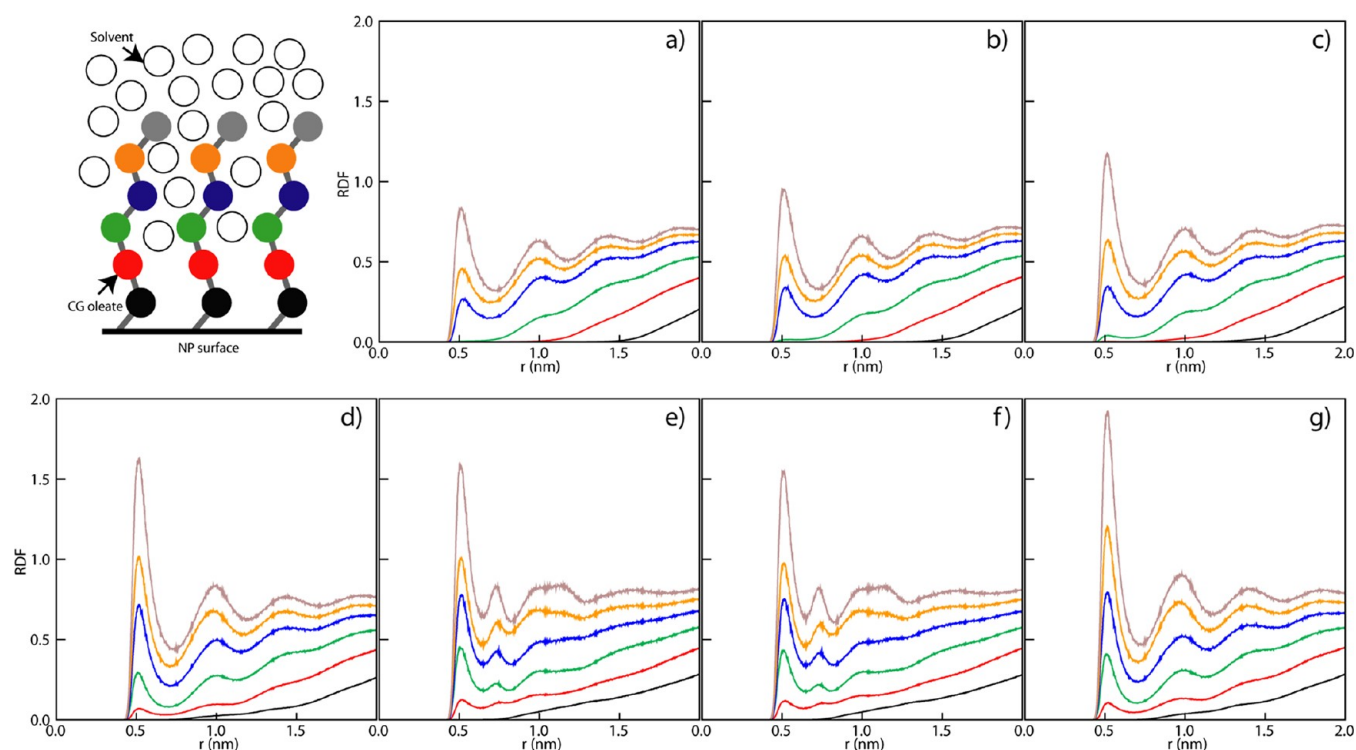 Solvent
CG oleate
NP surface
2.0
1.5
1.0
0.5
0.0
RDF
a)
b)
c)
0.0 0.5 1.0 1.5 0.0 0.5 1.0 1.5 0.0 0.5 1.0 1.5 2.0
r (nm) r (nm) r (nm)
2.0
1.5
1.0
0.5
0.0
RDF
d)
e)
f)
g)
0.0 0.5 1.0 1.5 0.0 0.5 1.0 1.5 0.0 0.5 1.0 1.5 0.0 0.5 1.0 1.5 2.0
r (nm) r (nm) r (nm) r (nm)